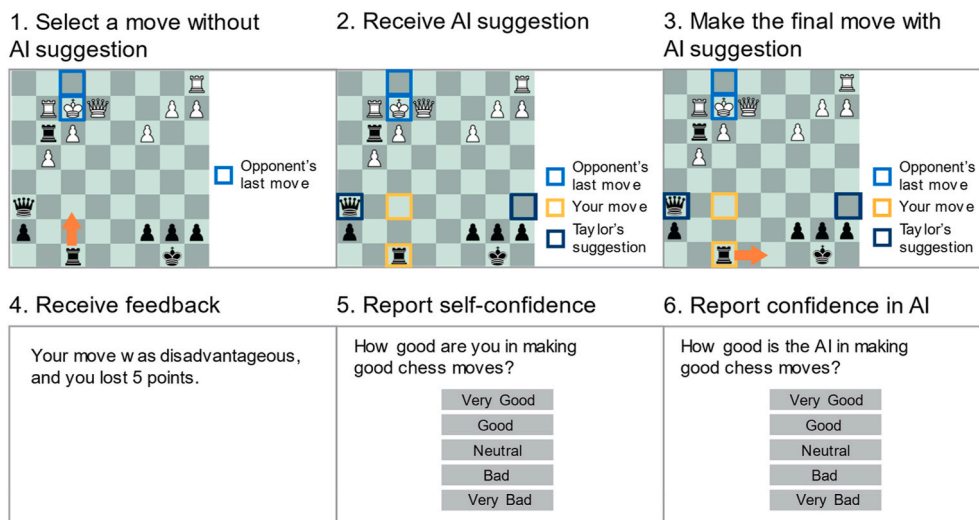 1. Select a move without
AI suggestion
2. Receive AI suggestion
3. Make the final move with
AI suggestion
Opponent's
last move
Opponent's
last move
Your move
Taylor's
suggestion
Opponent's
last move
Your move
Taylor's
suggestion
4. Receive feedback
5. Report self-confidence
6. Report confidence in AI
Your move was disadvantageous,
and you lost 5 points.
How good are you in making
good chess moves?
Very Good
Good
Neutral
Bad
Very Bad
How good is the AI in making
good chess moves?
Very Good
Good
Neutral
Bad
Very Bad